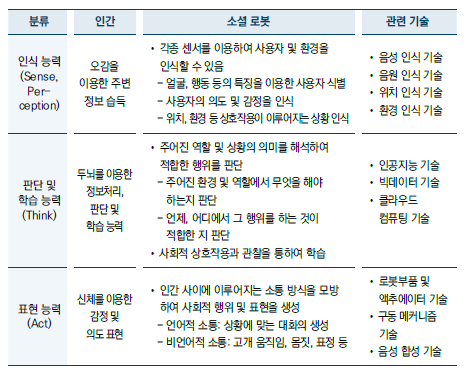 분류 인간 소셜 로봇 관련 기술
인식 능력
(Sense,
Per-
ception)
오감을
이용한 주변
정보 습득
• 각종 센서를 이용하여 사용자 및 환경을
인식할 수 있음
– 얼굴, 행동 등의 특징을 이용한 사용자 식별
– 사용자의 의도 및 감정을 인식
– 위치, 환경 등 상호작용이 이루어지는 상황 인식
• 음성 인식 기술
• 음원 인식 기술
• 위치 인식 기술
• 환경 인식 기술
판단 및
학습 능력
(Think)
두뇌를 이용한
정보처리,
판단 및
학습 능력
• 주어진 역할 및 상황의 의미를 해석하여
적합한 행위를 판단
– 주어진 환경 및 역할에서 무엇을 해야
하는지 판단
– 언제, 어디에서 그 행위를 하는 것이
적합한 지 판단
• 사회적 상호작용과 관찰을 통하여 학습
• 인공지능 기술
• 빅데이터 기술
• 클라우드
컴퓨팅 기술
표현 능력
(Act)
신체를 이용한
감정 및
의도 표현
• 인간 사이에 이루어지는 소통 방식을 모방
하여 사회적 행위 및 표현을 생성
– 언어적 소통: 상황에 맞는 대화의 생성
– 비언어적 소통: 고개 움직임, 몸짓, 표정 등
• 로봇부품 및
액추에이터 기술
• 구동 메커니즘
기술
• 음성 합성 기술